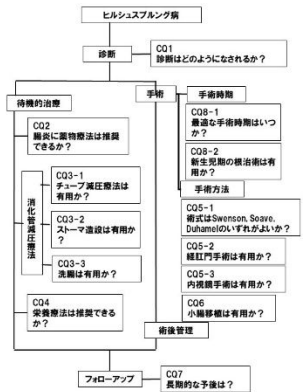 ヒルシュスプルング病
診断
CQ1
診断はどのようになされるか？
待機的治療
手術
手術時期
CQ2
腸炎に薬物療法は推奨
できるか？
CQ8-1
最適な手術時期はいつ
か？
CQ8-2
新生児期の根治術は有
用か？
消化管減圧療法
CQ3-1
チューブ減圧療法は
有用か？
CQ3-2
ストーマ造設は有用か？
CQ3-3
洗腸は有用か？
手術方法
CQ5-1
術式はSwenson、Soave、
Duhamelのいずれがよいか？
CQ5-2
経肛門手術は有用か？
CQ5-3
内視鏡手術は有用か？
CQ4
栄養療法は推奨できる
か？
CQ6
小腸移植は有用か？
術後管理
フォローアップ
CQ7
長期的な予後は？